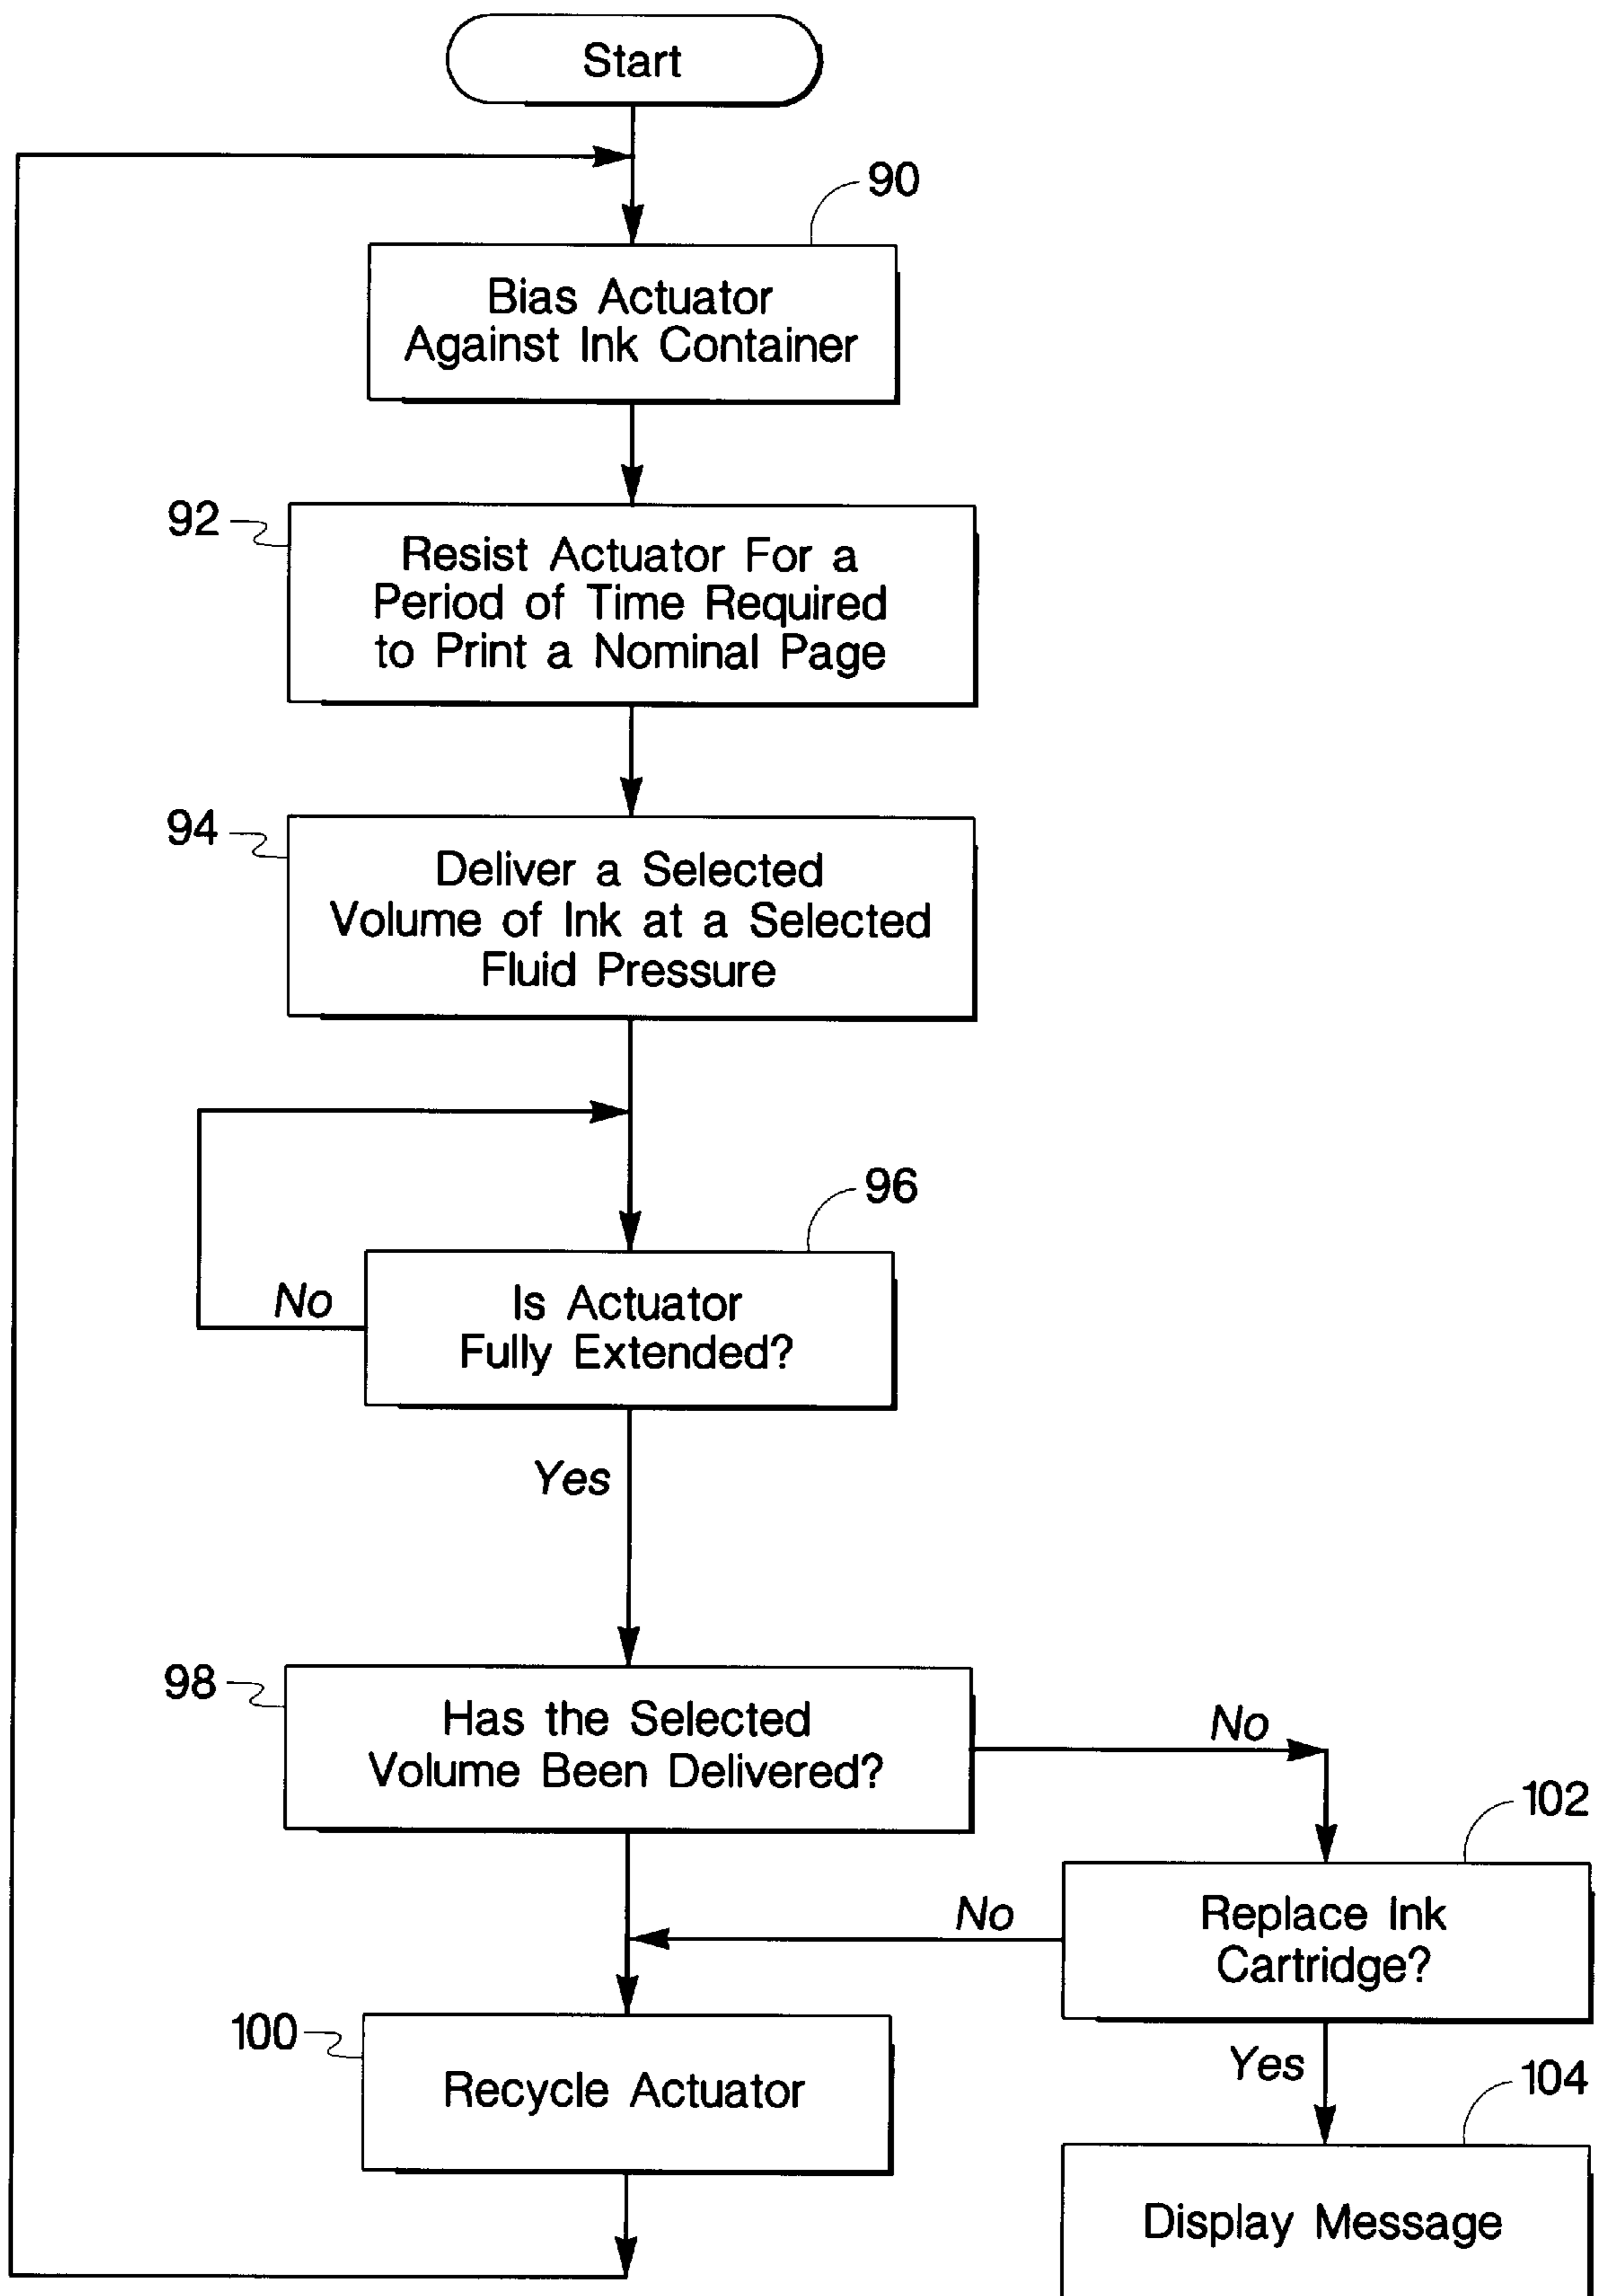 Start
90
Bias Actuator
Against Ink Container
92
Resist Actuator For a
Period of Time Required
to Print a Nominal Page
94
Deliver a Selected
Volume of Ink at a Selected
Fluid Pressure
96
No
Is Actuator
Fully Extended?
Yes
98
Has the Selected
Volume Been Delivered?
No
102
No
Replace Ink
Cartridge?
100
Recycle Actuator
Yes
104
Display Message